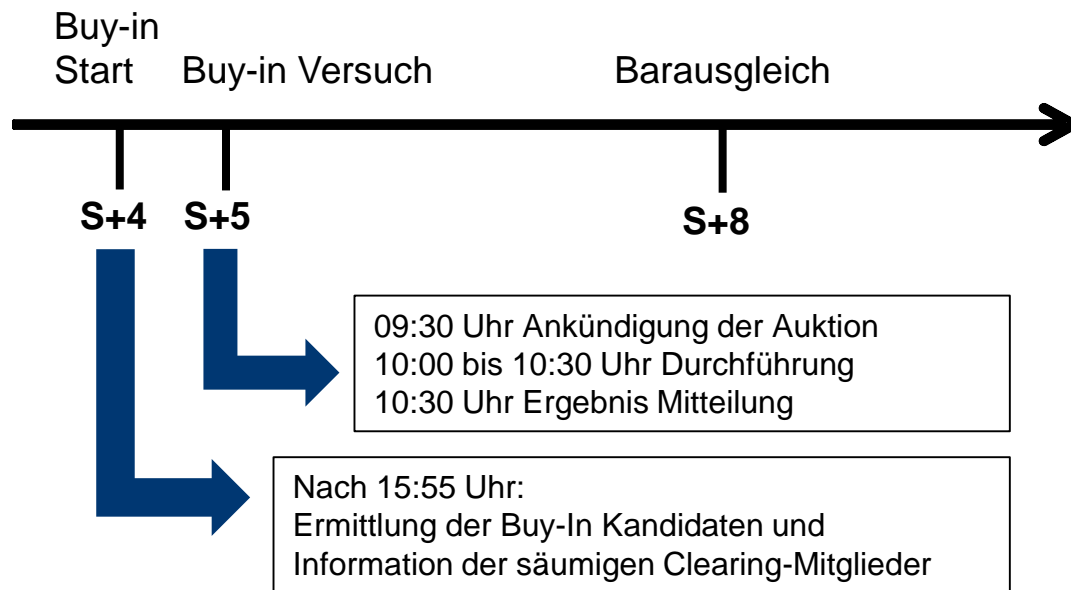 Buy-in
Start Buy-in Versuch Barausgleich
S+4 S+5 S+8
09:30 Uhr Ankündigung der Auktion
10:00 bis 10:30 Uhr Durchführung
10:30 Uhr Ergebnis Mitteilung
Nach 15:55 Uhr:
Ermittlung der Buy-In Kandidaten und
Information der säumigen Clearing-Mitglieder